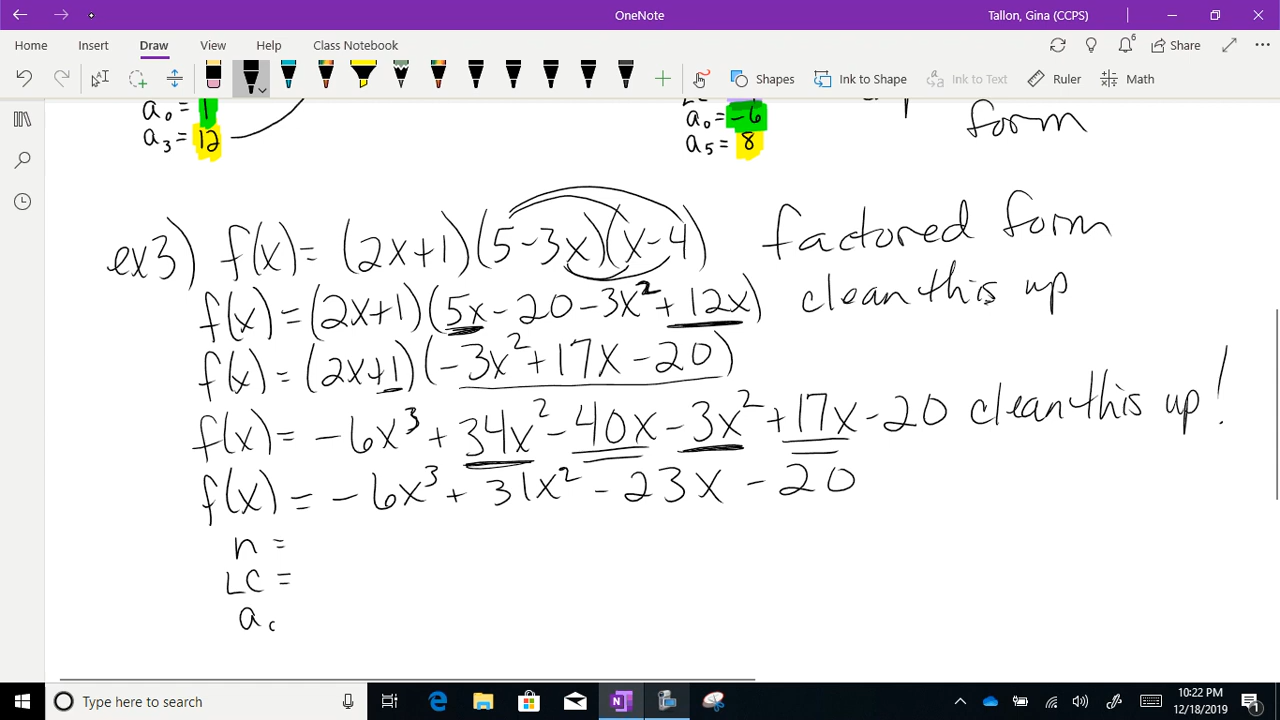 OneNote
Tallon, Gina (CCPS)
Home Insert Draw View Help Class Notebook 6 Share
Shapes Ink to Shape Ink to Text Ruler Math
a₀ = 1
a₃ = 12
a₀ = -6
a₅ = 8
form
ex3) f(x) = (2x+1)(5-3x)(x-4) factored form
f(x) = (2x+1)(5x-20-3x²+12x) clean this up
f(x) = (2x+1)(-3x²+17x-20)
f(x) = -6x³+34x²-40x-3x²+17x-20 clean this up!
f(x) = -6x³+31x²-23x-20
n =
LC =
a
Type here to search
10:22 PM
12/18/2019
1